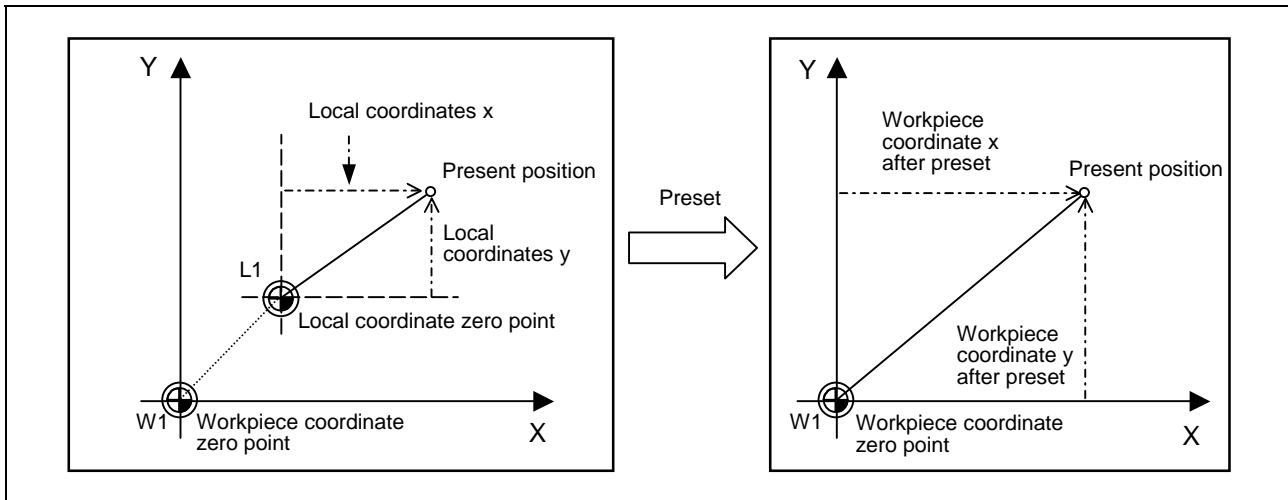 Y
Local coordinates x
Present position
Local
coordinates y
L1
Local coordinate zero point
W1
Workpiece coordinate
zero point
X
Preset
Y
Workpiece
coordinate x
after preset
Present position
Workpiece
coordinate y
after preset
W1
Workpiece coordinate
zero point
X